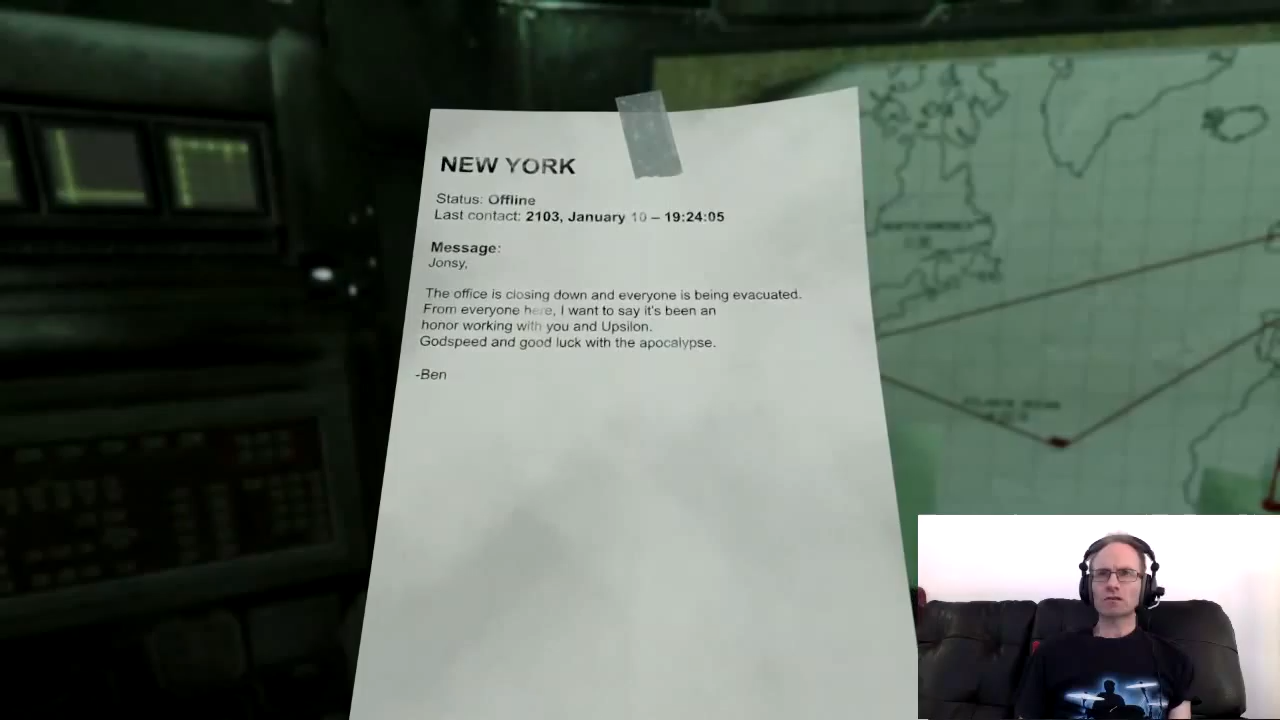 NEW YORK
Status: Offline
Last contact: 2103, January 10 – 19:24:05
Message:
Jonsy,
The office is closing down and everyone is being evacuated.
From everyone here, I want to say it's been an
honor working with you and Upsilon.
Godspeed and good luck with the apocalypse.
-Ben
ATLANTIC OCEAN